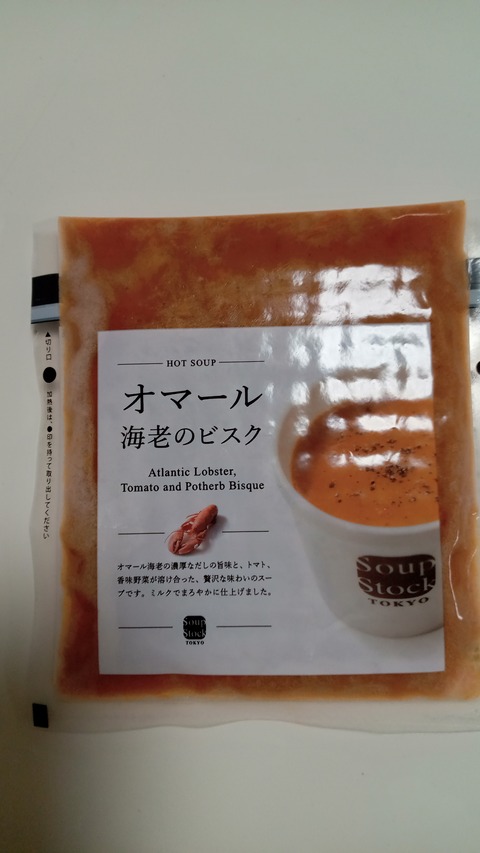 HOT SOUP
オマール
海老のビスク
Atlantic Lobster,
Tomato and Potherb Bisque
オマール海老の濃厚なだしの旨味と、トマト、
香味野菜が溶け合った、贅沢な味わいのスー
プです。ミルクでまろやかに仕上げました。
Soup
Stock
TOKYO
Soup
Stock
TOKYO
▲切り口
加熱後は、●印を持って取り出してください